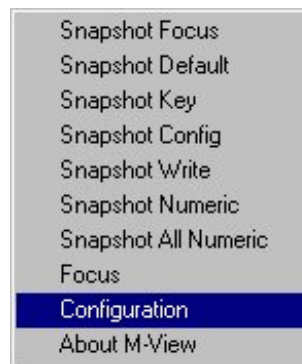 Snapshot Focus
Snapshot Default
Snapshot Key
Snapshot Config
Snapshot Write
Snapshot Numeric
Snapshot All Numeric
Focus
Configuration
About M-View